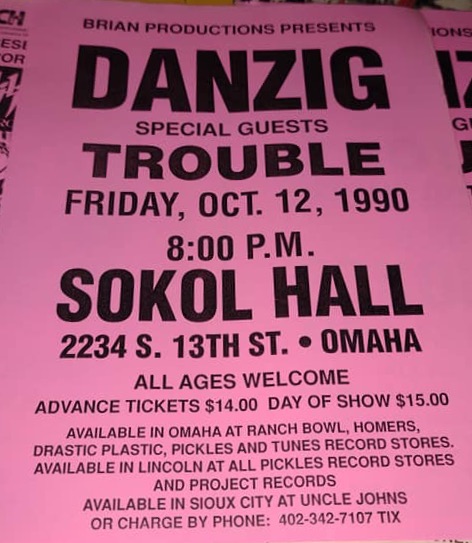 BRIAN PRODUCTIONS PRESENTS
DANZIG
SPECIAL GUESTS
TROUBLE
FRIDAY, OCT. 12, 1990
8:00 P.M.
SOKOL HALL
2234 S. 13TH ST. • OMAHA
ALL AGES WELCOME
ADVANCE TICKETS $14.00 DAY OF SHOW $15.00
AVAILABLE IN OMAHA AT RANCH BOWL, HOMERS,
DRASTIC PLASTIC, PICKLES AND TUNES RECORD STORES.
AVAILABLE IN LINCOLN AT ALL PICKLES RECORD STORES
AND PROJECT RECORDS
AVAILABLE IN SIOUX CITY AT UNCLE JOHNS
OR CHARGE BY PHONE: 402-342-7107 TIX